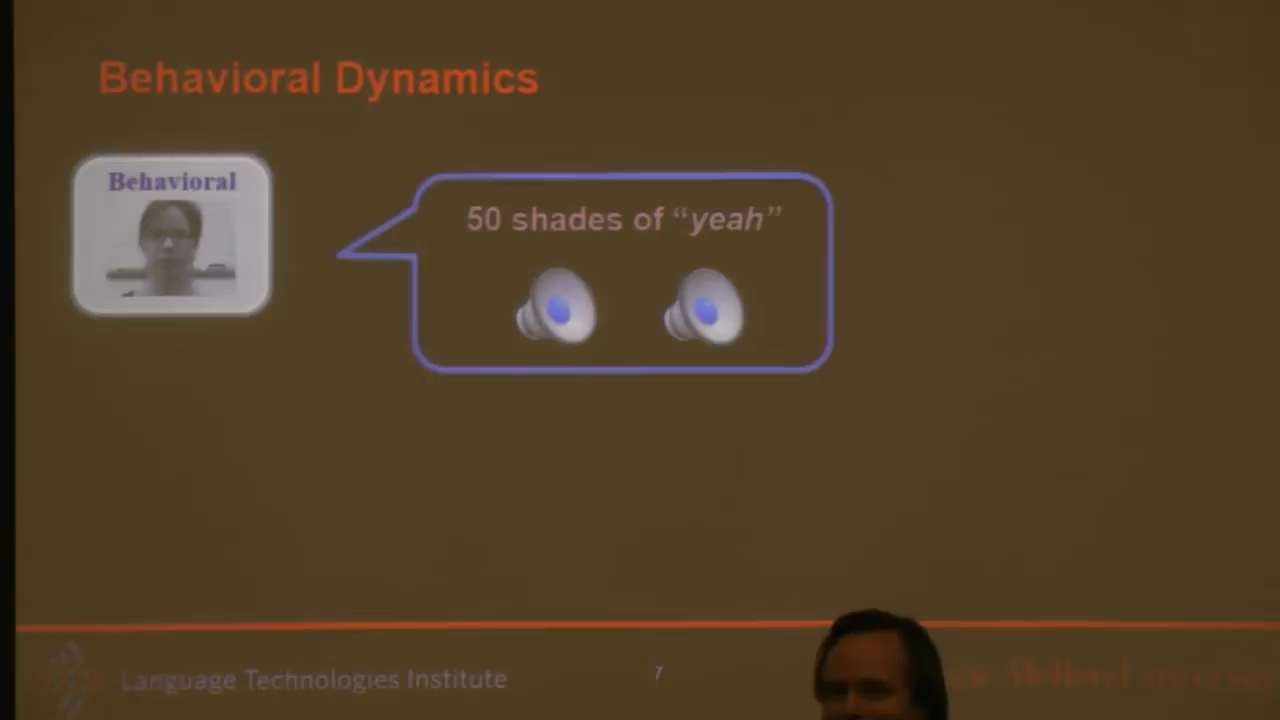 Behavioral Dynamics
Behavioral
50 shades of “yeah”
Language Technologies Institute
7